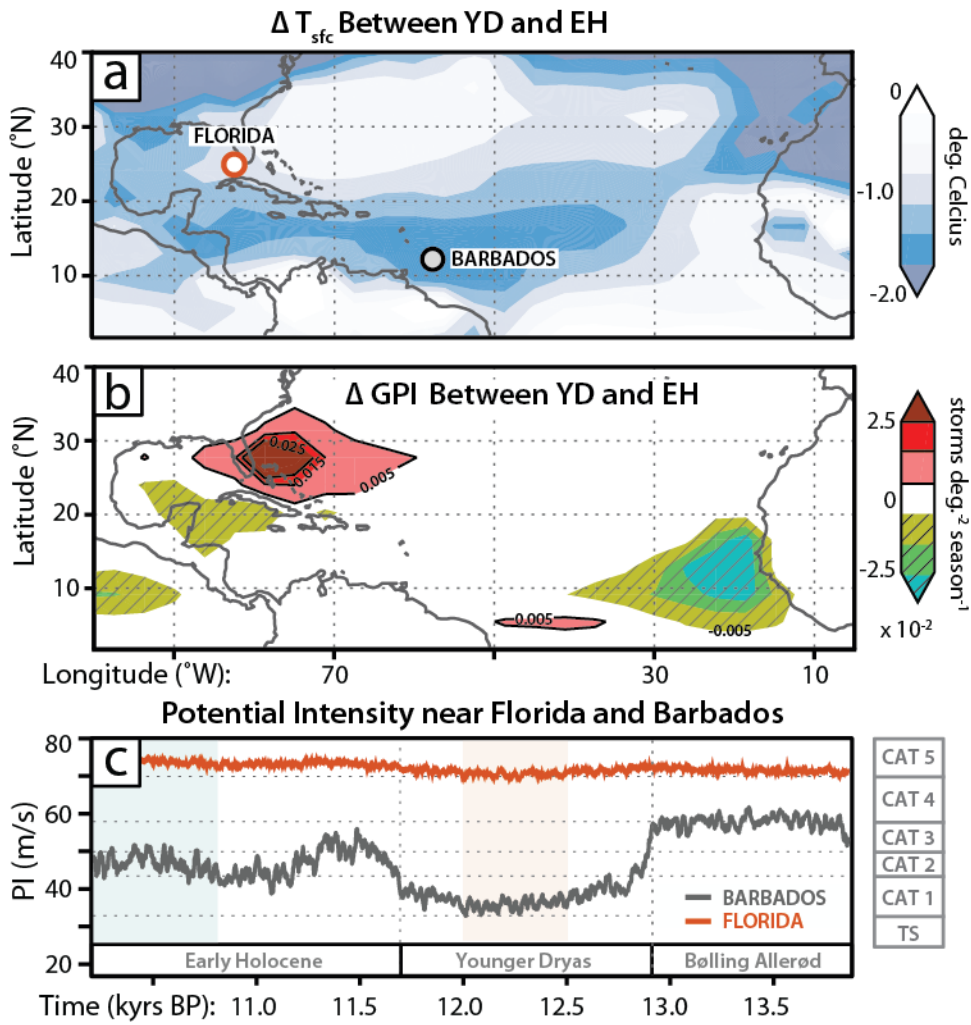 Δ Tsfc Between YD and EH
a
40
30
20
10
Latitude (°N)
FLORIDA
BARBADOS
0
-1.0
-2.0
deg. Celcius
b
Δ GPI Between YD and EH
40
30
20
10
Latitude (°N)
0.025
0.015
0.005
0.005
-0.005
2.5
0
-2.5
x 10-2
storms deg.-2 season-1
Longitude (°W):
70
30
10
Potential Intensity near Florida and Barbados
c
80
60
40
20
PI (m/s)
BARBADOS
FLORIDA
CAT 5
CAT 4
CAT 3
CAT 2
CAT 1
TS
Early Holocene
Younger Dryas
Bølling Allerød
Time (kyrs BP):
11.0
11.5
12.0
12.5
13.0
13.5